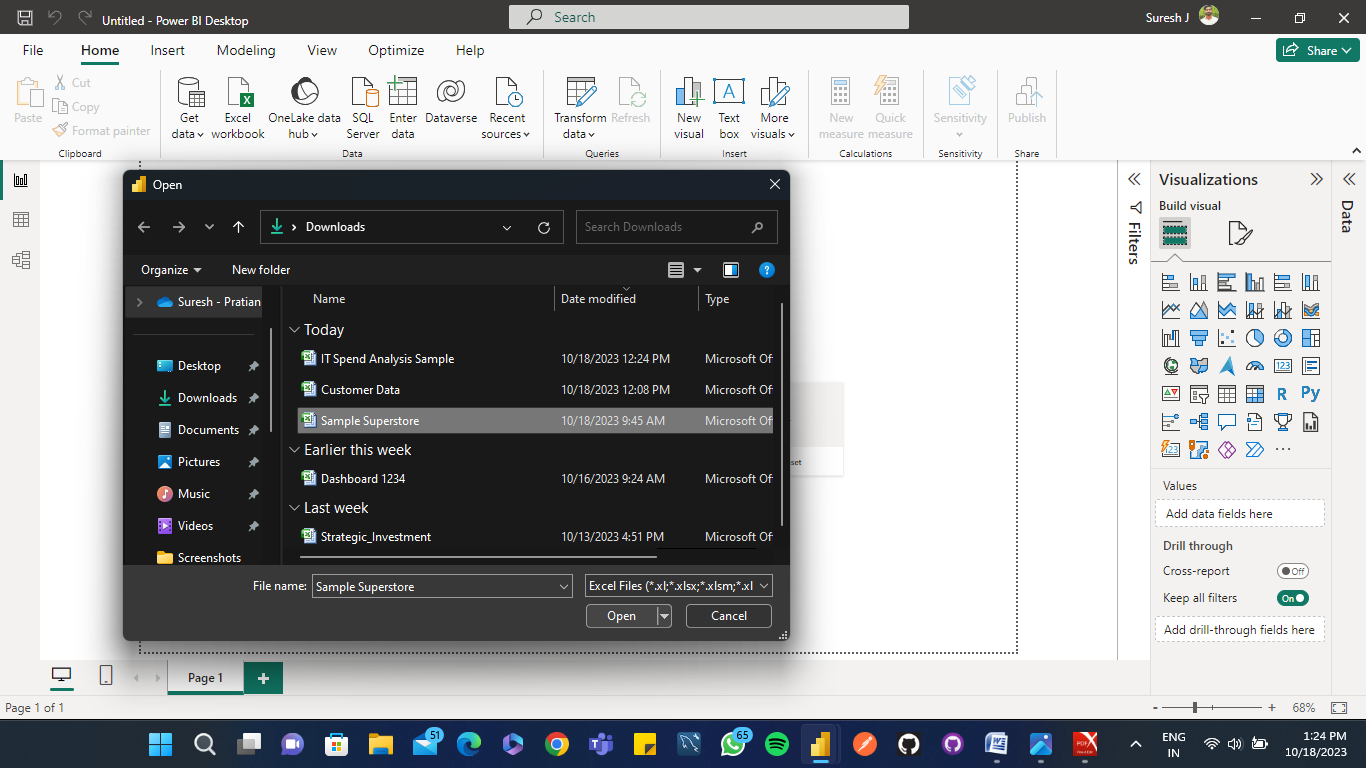 Untitled - Power BI Desktop
Search
Suresh J
File Home Insert Modeling View Optimize Help
Share
Paste
Cut
Copy
Format painter
Clipboard
Get data
Excel workbook
OneLake data hub
SQL Server
Enter data
Dataverse
Recent sources
Data
Transform data
Refresh
Queries
New visual
Text box
More visuals
Insert
New measure
Quick measure
Calculations
Sensitivity
Sensitivity
Publish
Share
Open
Downloads
Search Downloads
Organize
New folder
Suresh - Pratian
Desktop
Downloads
Documents
Pictures
Music
Videos
Screenshots
Name Date modified Type
Today
IT Spend Analysis Sample 10/18/2023 12:24 PM Microsoft Of
Customer Data 10/18/2023 12:08 PM Microsoft Of
Sample Superstore 10/18/2023 9:45 AM Microsoft Of
Earlier this week
Dashboard 1234 10/16/2023 9:24 AM Microsoft Of
Last week
Strategic_Investment 10/13/2023 4:51 PM Microsoft Of
File name: Sample Superstore
Excel Files (*.xl;*.xlsx;*.xlsm;*.xl
Open
Cancel
set
Filters
Visualizations
Build visual
123
R
Py
123
Values
Add data fields here
Drill through
Cross-report
Off
Keep all filters
On
Add drill-through fields here
Data
Page 1
Page 1 of 1
- + 68%
51
65
PDF
ENG
IN
1:24 PM
10/18/2023